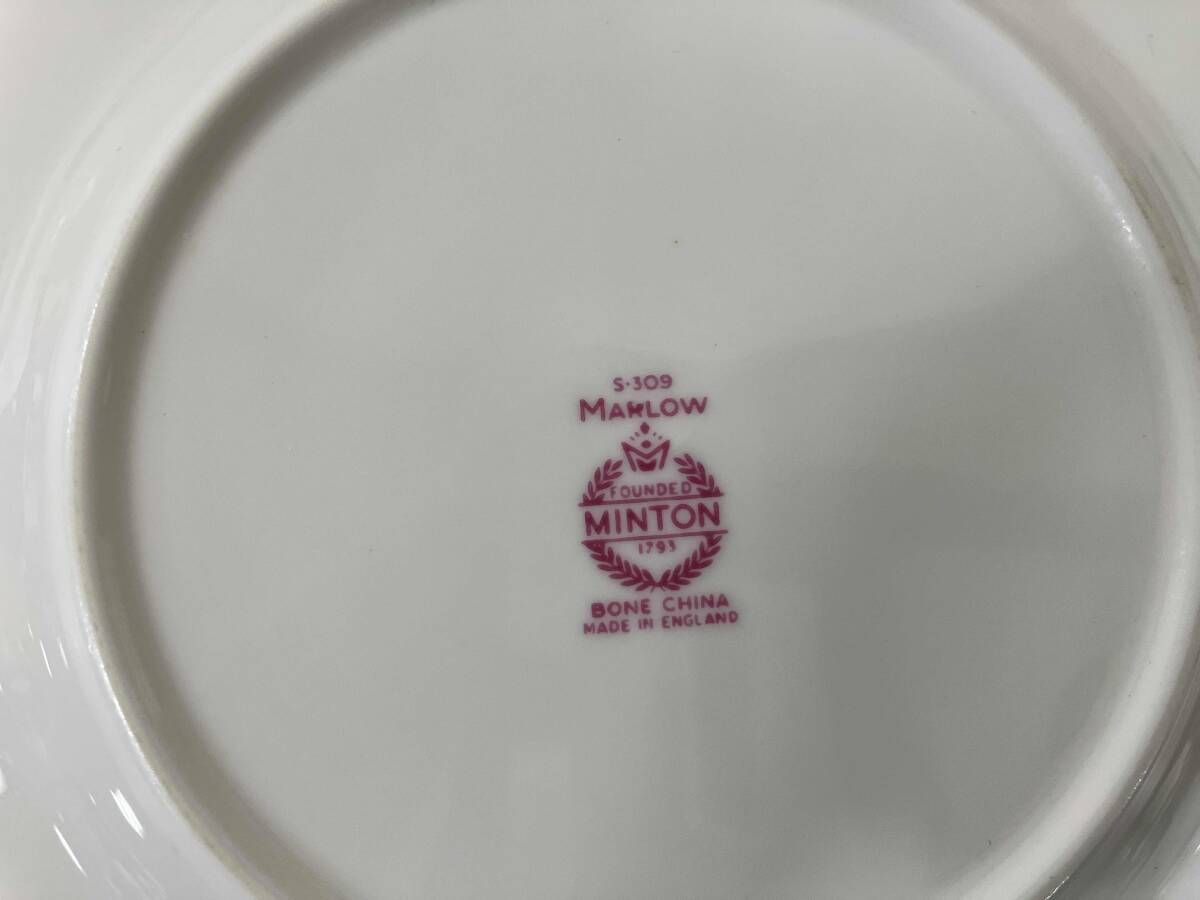 S·309
MARLOW
FOUNDED
MINTON
1793
BONE CHINA
MADE IN ENGLAND